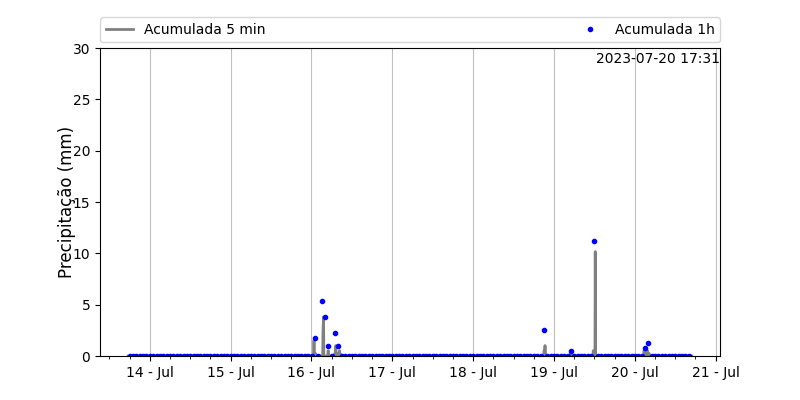 Acumulada 5 min
Acumulada 1h
2023-07-20 17:31
Precipitação (mm)
30
25
20
15
10
5
0
14 - Jul
15 - Jul
16 - Jul
17 - Jul
18 - Jul
19 - Jul
20 - Jul
21 - Jul